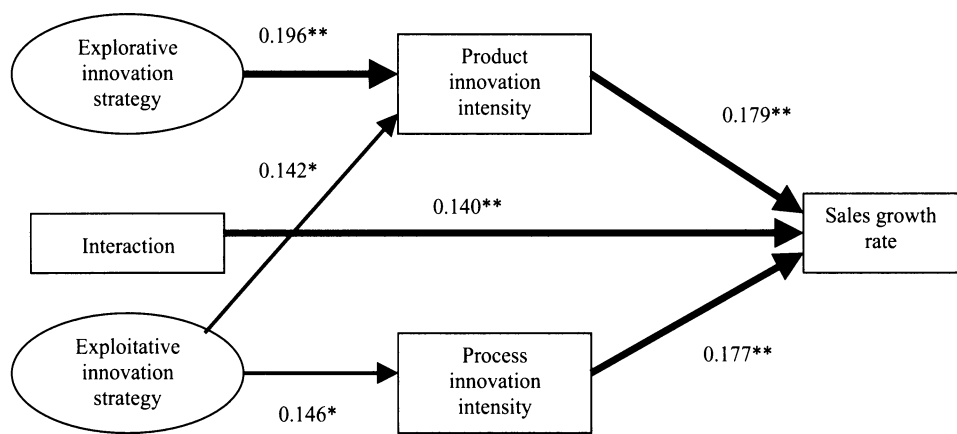 0.196**
Explorative
innovation
strategy
Product
innovation
intensity
0.179**
0.142*
0.140**
Interaction
Sales growth
rate
Exploitative
innovation
strategy
Process
innovation
intensity
0.177**
0.146*